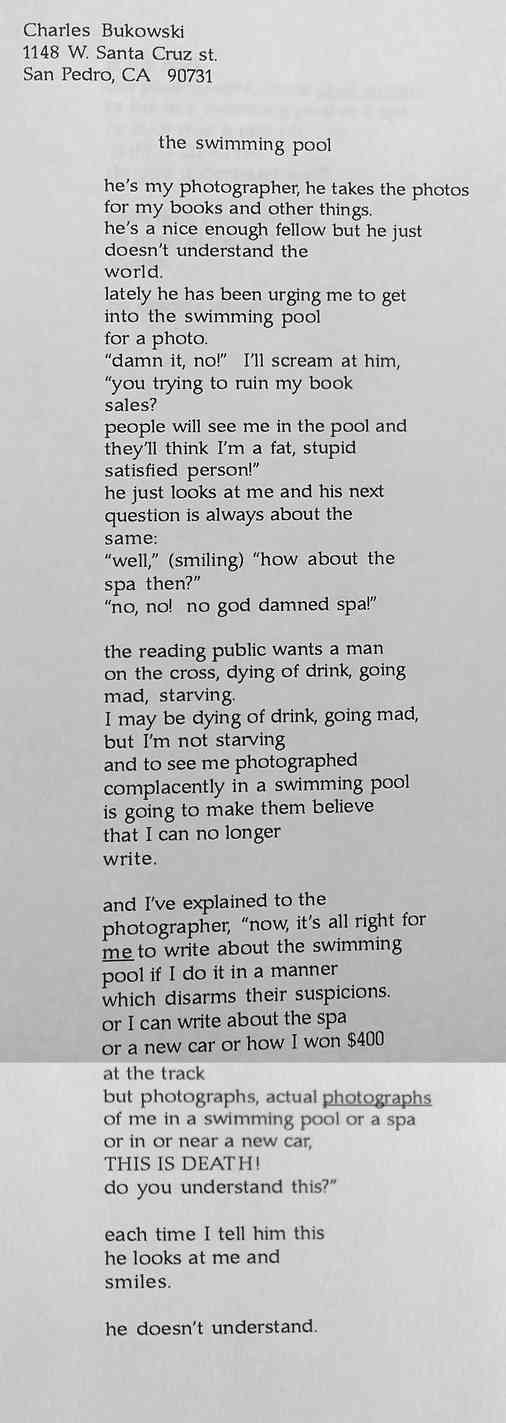 Charles Bukowski
1148 W. Santa Cruz st.
San Pedro, CA 90731
the swimming pool
he's my photographer, he takes the photos
for my books and other things.
he's a nice enough fellow but he just
doesn't understand the
world.
lately he has been urging me to get
into the swimming pool
for a photo.
"damn it, no!" I'll scream at him,
"you trying to ruin my book
sales?
people will see me in the pool and
they'll think I'm a fat, stupid
satisfied person!"
he just looks at me and his next
question is always about the
same:
"well," (smiling) "how about the
spa then?"
"no, no! no god damned spa!"
the reading public wants a man
on the cross, dying of drink, going
mad, starving.
I may be dying of drink, going mad,
but I'm not starving
and to see me photographed
complacently in a swimming pool
is going to make them believe
that I can no longer
write.
and I've explained to the
photographer, "now, it's all right for
me to write about the swimming
pool if I do it in a manner
which disarms their suspicions.
or I can write about the spa
or a new car or how I won $400
at the track
but photographs, actual photographs
of me in a swimming pool or a spa
or in or near a new car,
THIS IS DEATH!
do you understand this?"
each time I tell him this
he looks at me and
smiles.
he doesn't understand.